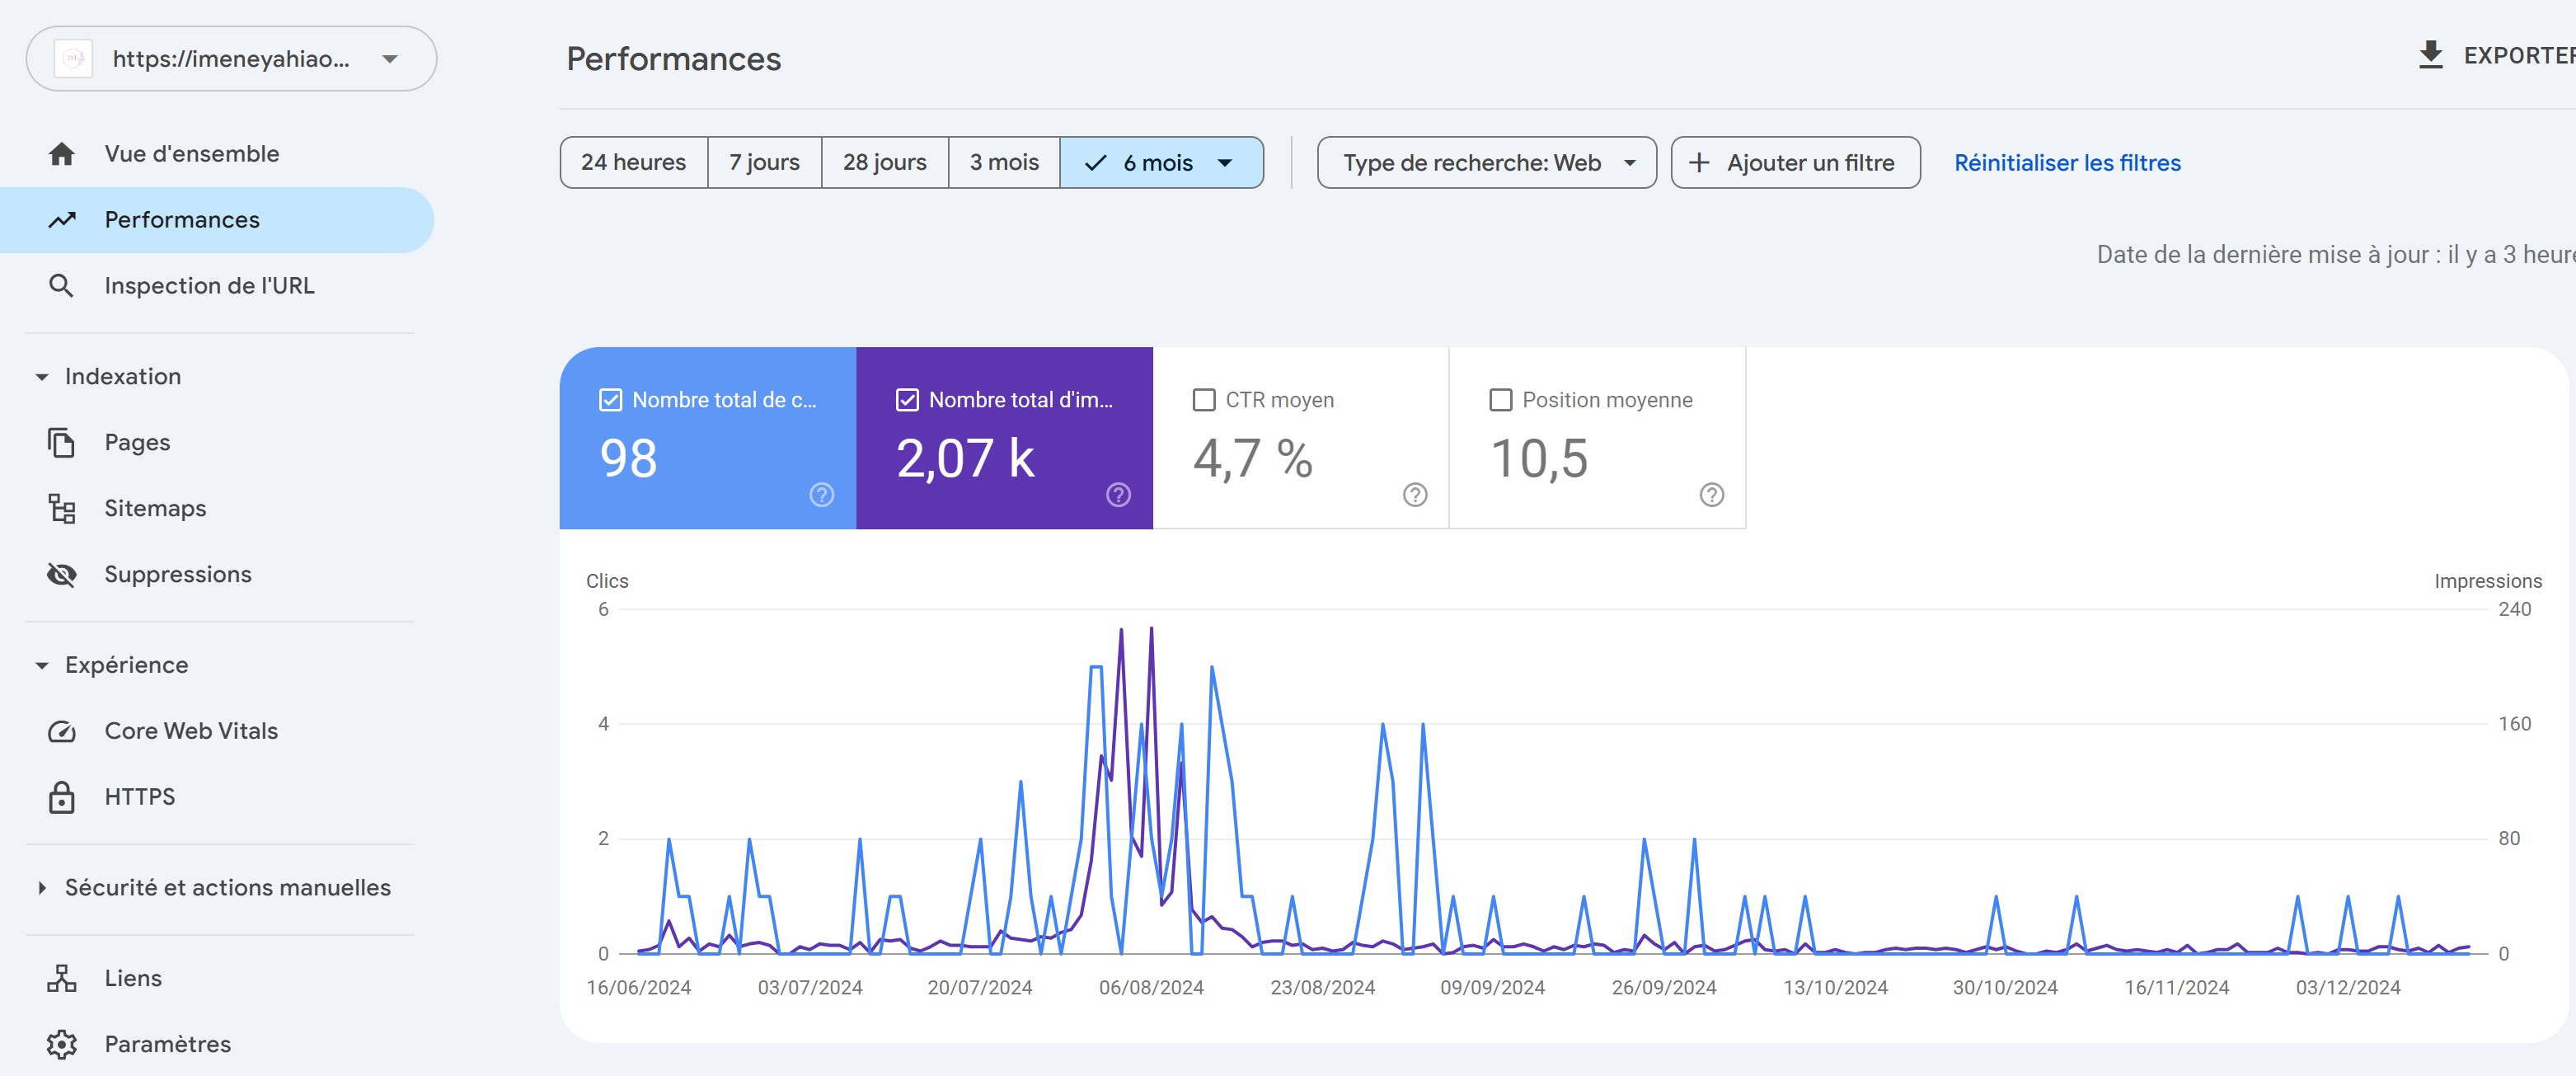 https://imeneyahiao...
Vue d'ensemble
Performances
Inspection de l'URL
Indexation
Pages
Sitemaps
Suppressions
Expérience
Core Web Vitals
HTTPS
Sécurité et actions manuelles
Liens
Paramètres
Performances
EXPORTER
24 heures
7 jours
28 jours
3 mois
6 mois
Type de recherche: Web
Ajouter un filtre
Réinitialiser les filtres
Date de la dernière mise à jour : il y a 3 heure
Nombre total de c...
98
Nombre total d'im...
2,07 k
CTR moyen
4,7 %
Position moyenne
10,5
Clics
Impressions
6
240
4
160
2
80
0
0
16/06/2024
03/07/2024
20/07/2024
06/08/2024
23/08/2024
09/09/2024
26/09/2024
13/10/2024
30/10/2024
16/11/2024
03/12/2024